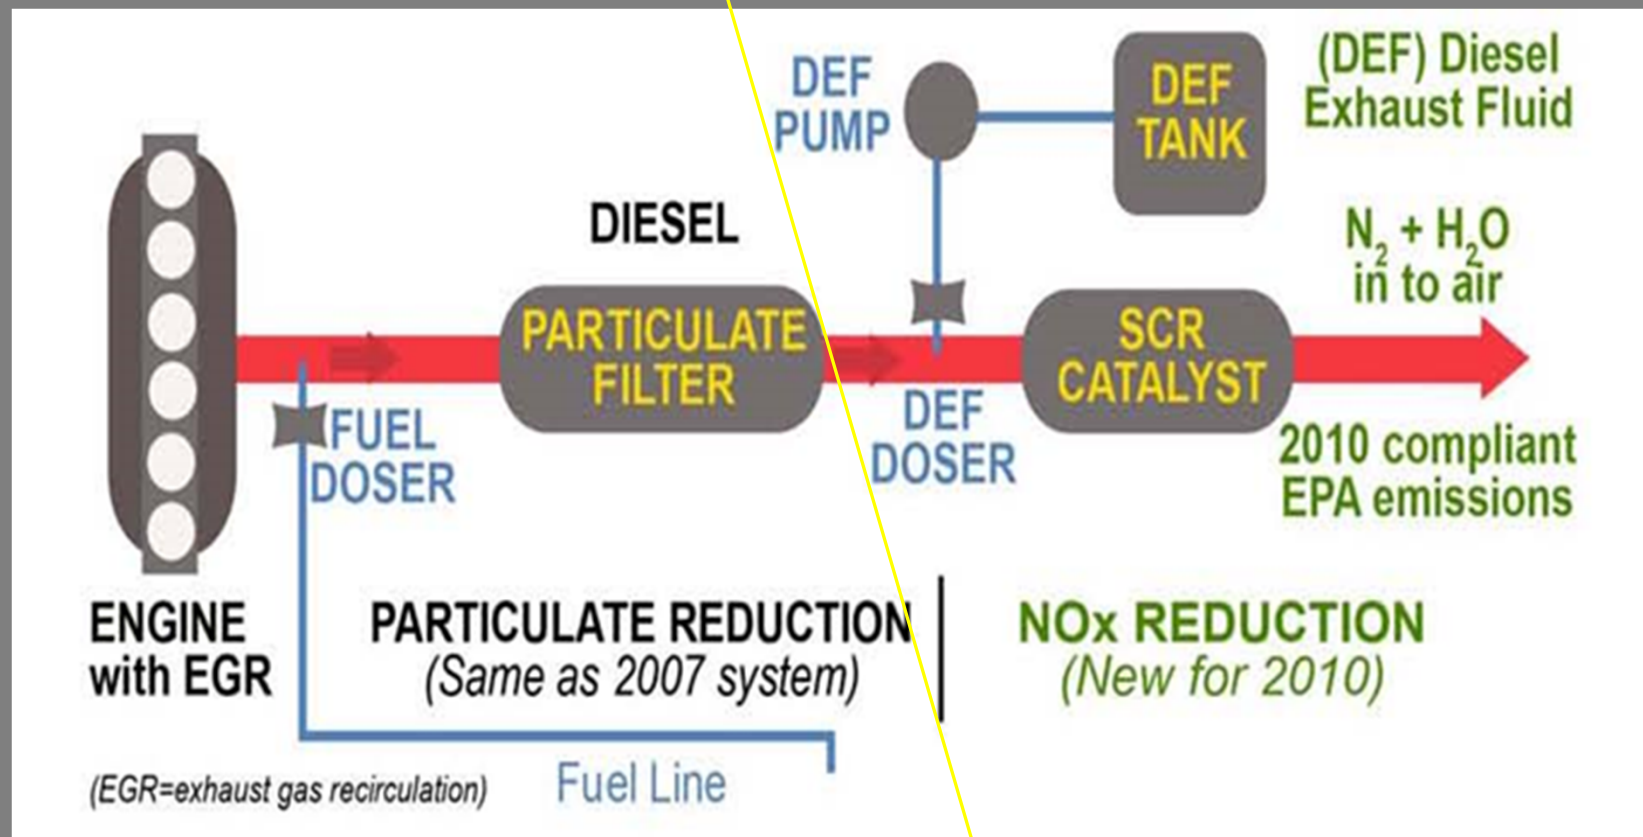 DEF
PUMP
DEF
TANK
(DEF) Diesel
Exhaust Fluid
DIESEL
N₂ + H₂O
in to air
PARTICULATE
FILTER
SCR
CATALYST
FUEL
DOSER
DEF
DOSER
2010 compliant
EPA emissions
ENGINE
with EGR
PARTICULATE REDUCTION
(Same as 2007 system)
NOx REDUCTION
(New for 2010)
(EGR=exhaust gas recirculation)
Fuel Line